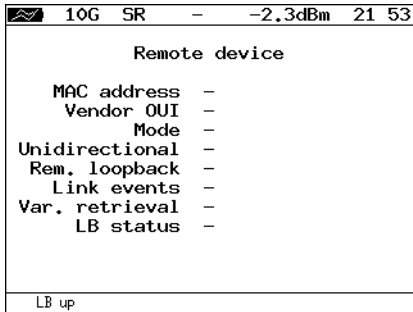 10G SR - -2.3dBm 21 53
Remote device
MAC address -
Vendor OUI -
Mode -
Unidirectional -
Rem. loopback -
Link events -
Var. retrieval -
LB status -
LB up